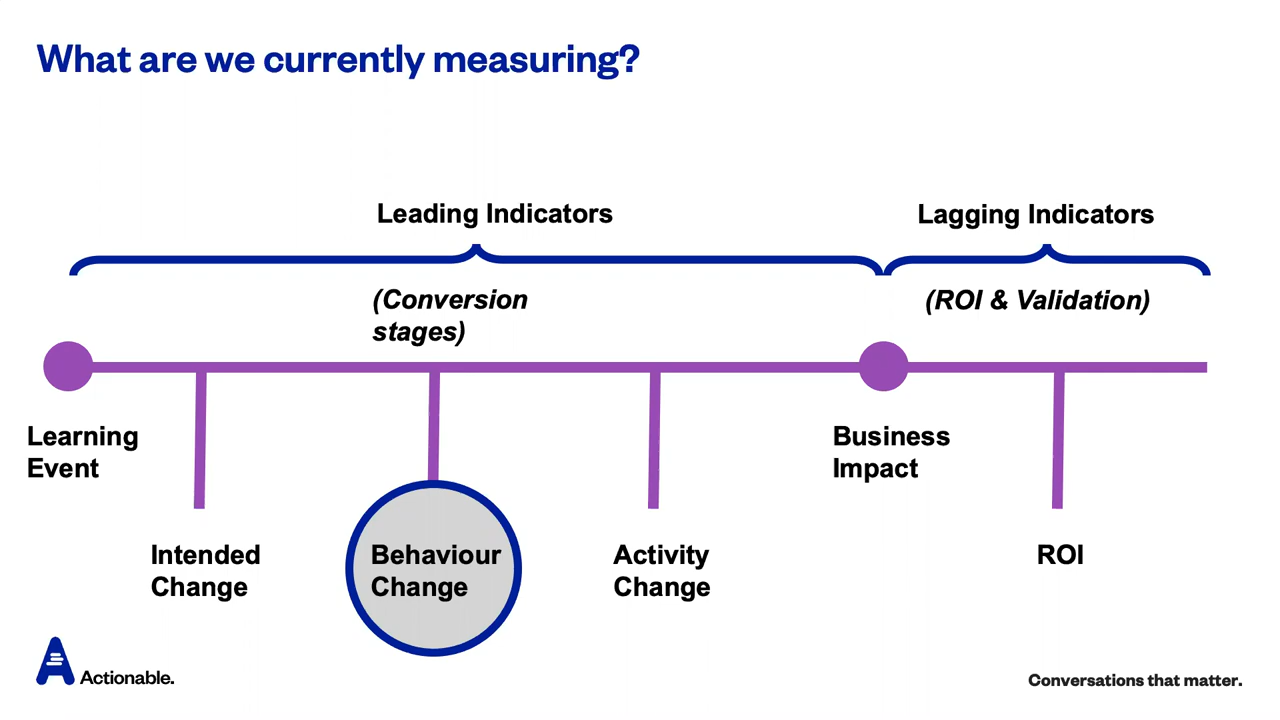 What are we currently measuring?
Leading Indicators
Lagging Indicators
(Conversion
stages)
(ROI & Validation)
Learning
Event
Business
Impact
Intended
Change
Behaviour
Change
Activity
Change
ROI
Actionable.
Conversations that matter.